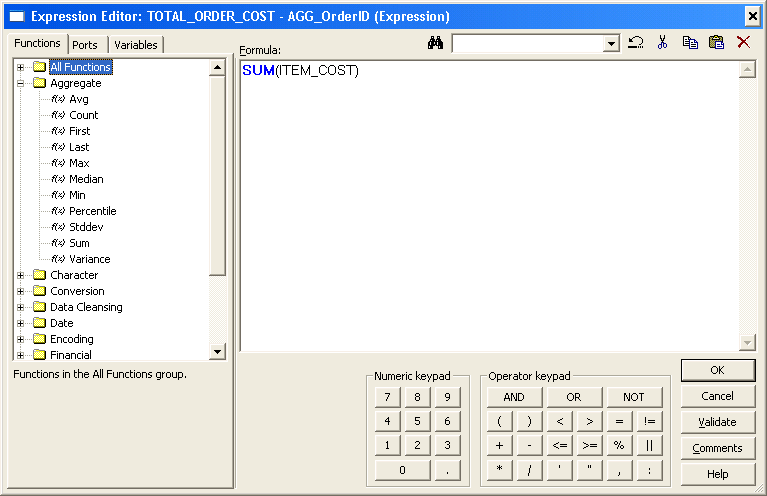 Expression Editor: TOTAL_ORDER_COST - AGG_OrderID (Expression)
Functions Ports Variables
Formula:
All Functions
Aggregate
f(x) Avg
f(x) Count
f(x) First
f(x) Last
f(x) Max
f(x) Median
f(x) Min
f(x) Percentile
f(x) Stddev
f(x) Sum
f(x) Variance
Character
Conversion
Data Cleansing
Date
Encoding
Financial
Functions in the All Functions group.
SUM(ITEM_COST)
Numeric keypad
7 8 9
4 5 6
1 2 3
0 .
Operator keypad
AND OR NOT
( ) < > = !=
+ - <= >= % ||
* / ' " , :
OK
Cancel
Validate
Comments
Help